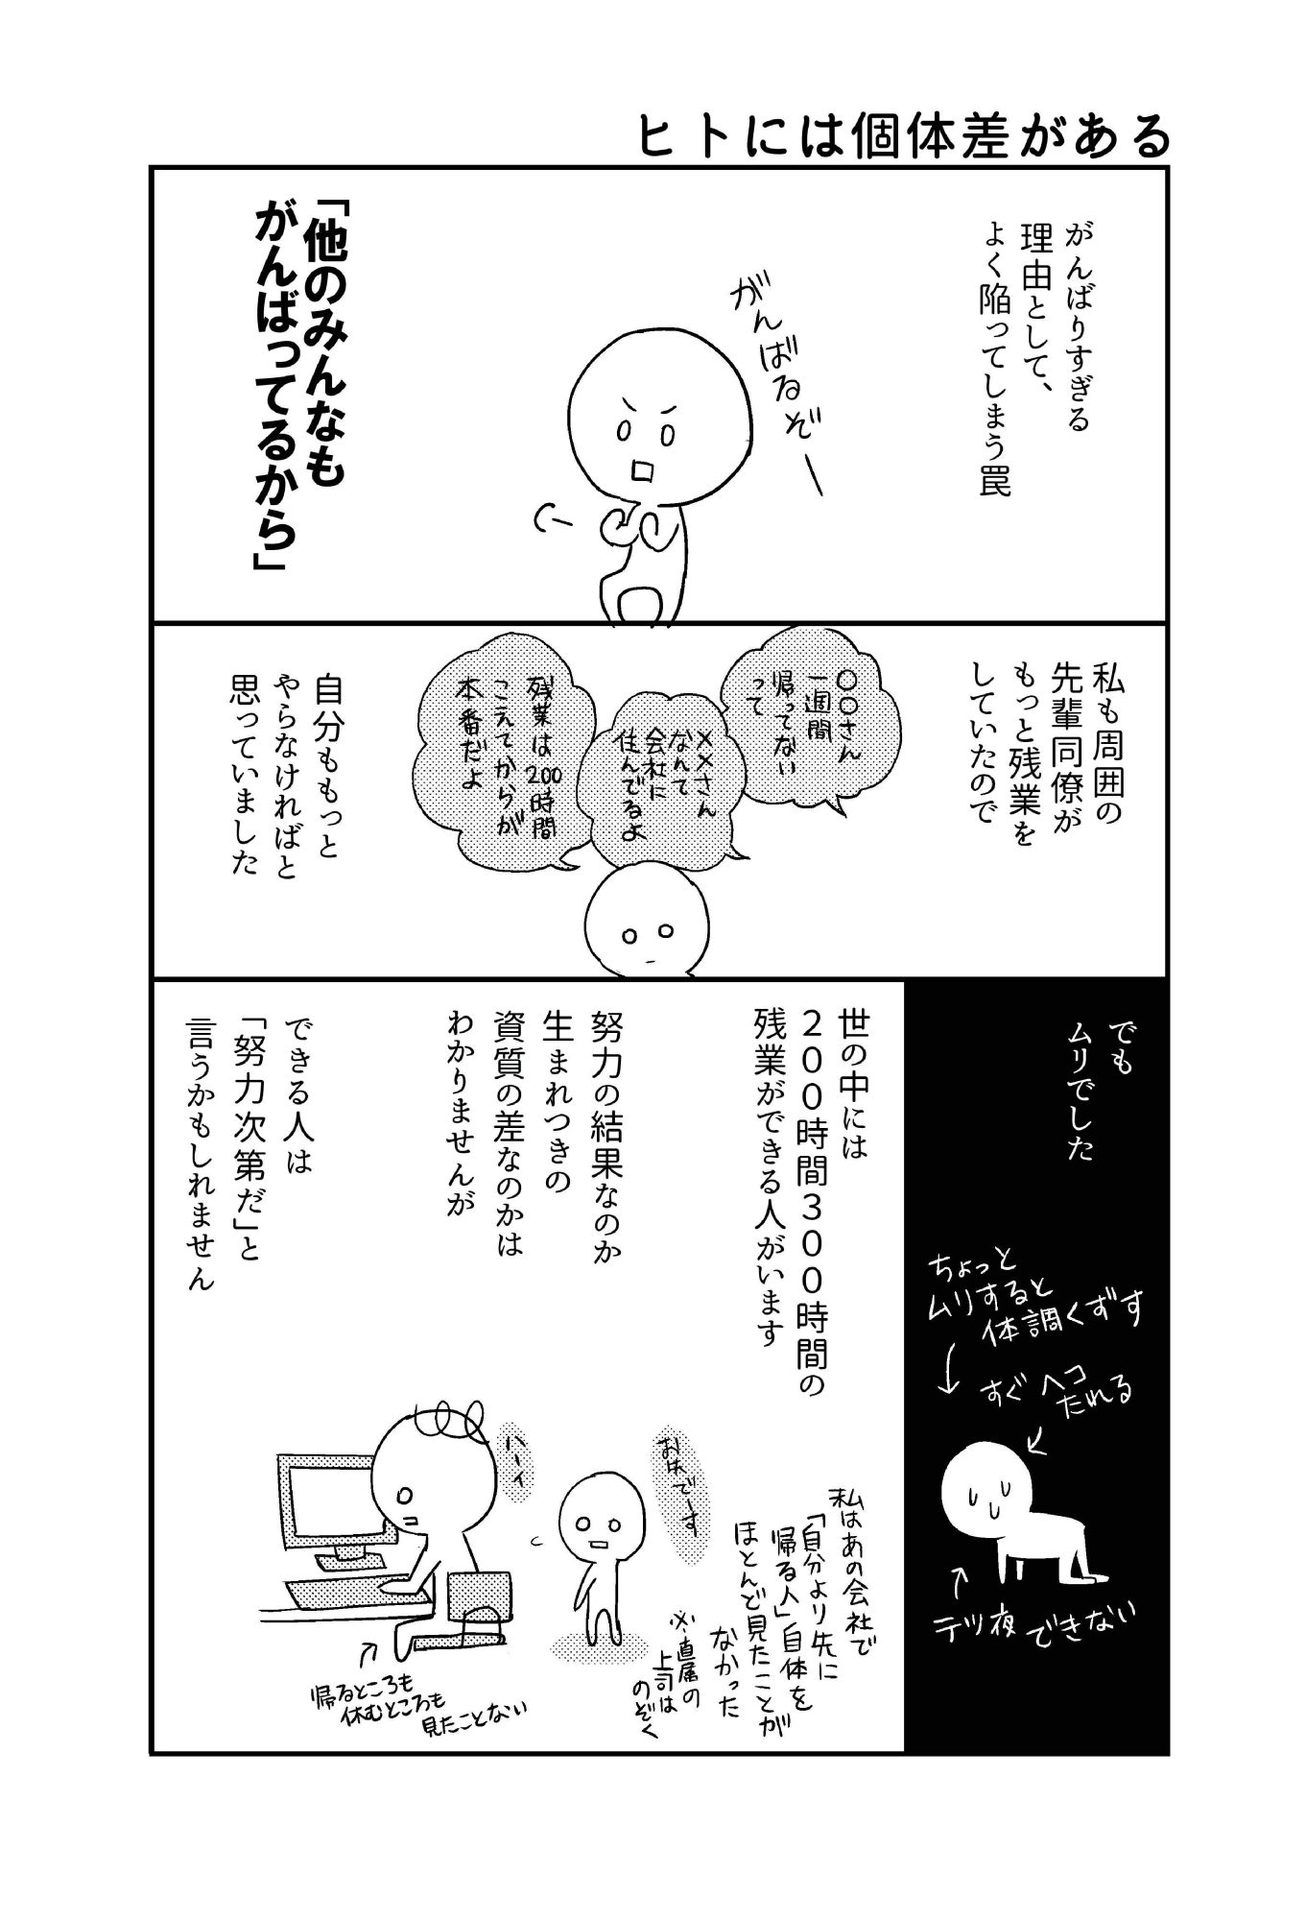 ヒトには個体差がある
がんばりすぎる
理由として、
よく陥ってしまう罠
がんばるぞー
「他のみんなも
がんばってるから」
私も周囲の
先輩同僚が
もっと残業を
していたので
〇〇さん
一週間
帰ってない
って
××さん
なんて
会社に
住んでるよ
残業は200時間
こえてからが
本番だよ
自分ももっと
やらなければと
思っていました
でも
ムリでした
ちょっと
ムリすると
体調くずす
すぐヘコ
たれる
テツ夜できない
世の中には
200時間300時間の
残業ができる人がいます
努力の結果なのか
生まれつきの
資質の差なのかは
わかりませんが
できる人は
「努力次第だ」と
言うかもしれません
私はあの会社で
「自分より先に
帰る人」自体を
ほとんど見たことが
なかった
※直属の
上司は
のぞく
ハーイ
帰るところも
休むところも
見たことない